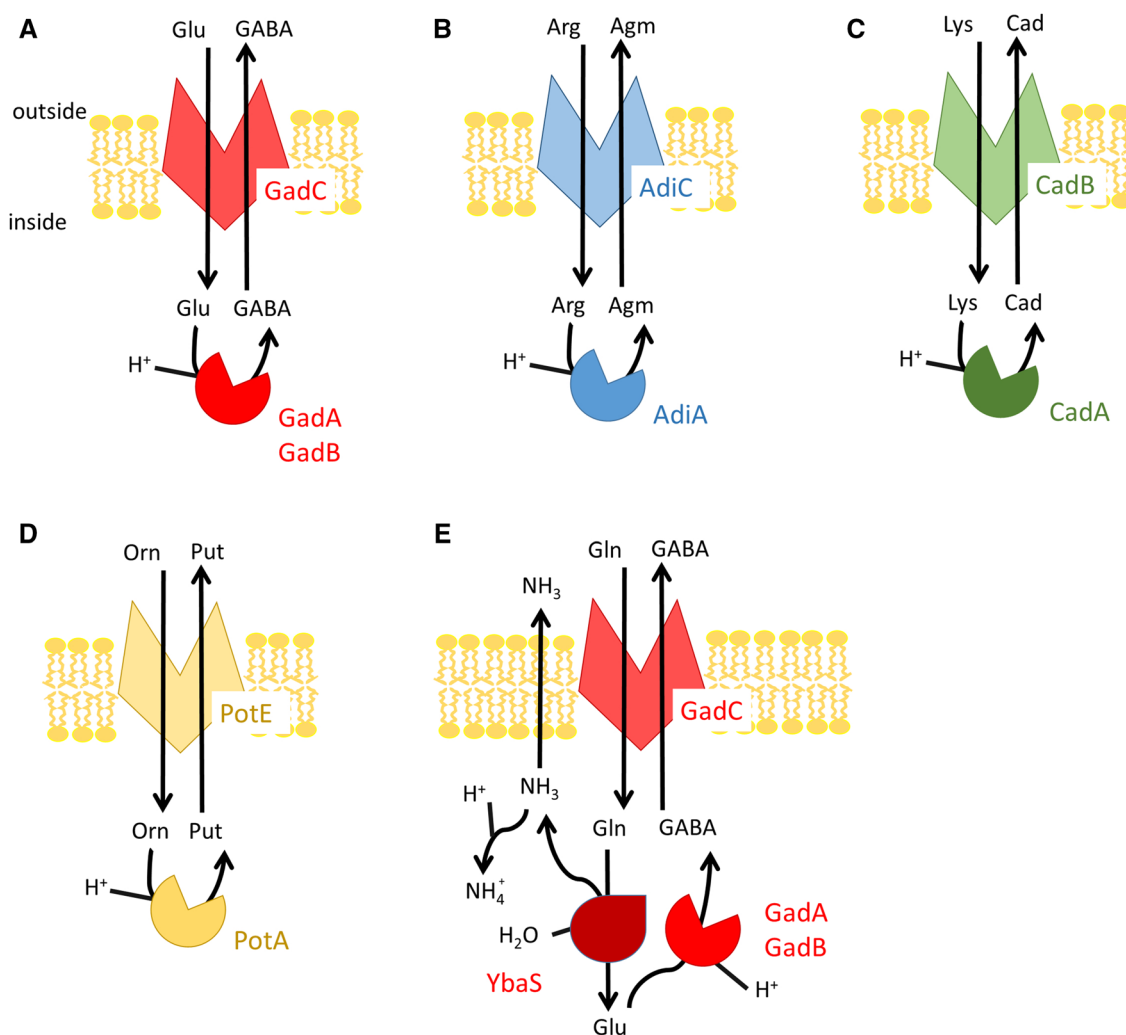 A
Glu GABA
outside
GadC
inside
Glu GABA
H⁺
GadA
GadB
B
Arg Agm
AdiC
Arg Agm
H⁺
AdiA
C
Lys Cad
CadB
Lys Cad
H⁺
CadA
D
Orn Put
PotE
Orn Put
H⁺
PotA
E
Gln GABA
NH₃
GadC
NH₃
H⁺
Gln GABA
NH₄⁺
GadA
GadB
H₂O
YbaS
H⁺
Glu